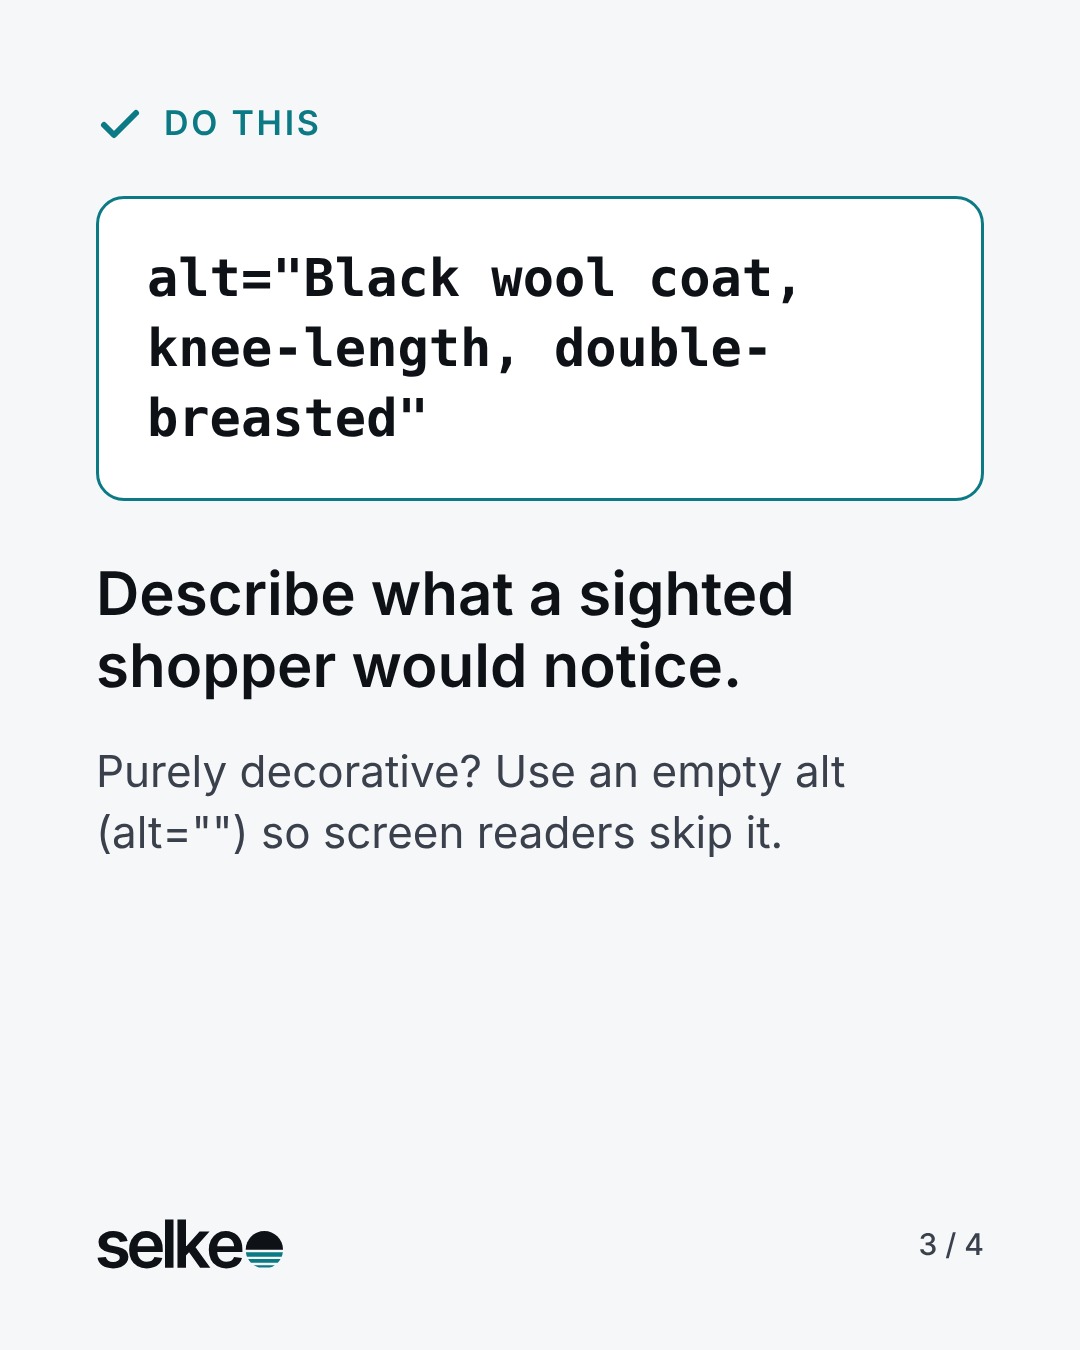 DO THIS
alt="Black wool coat,
knee-length, double-
breasted"
Describe what a sighted
shopper would notice.
Purely decorative? Use an empty alt
(alt="") so screen readers skip it.
selkeo
3 / 4